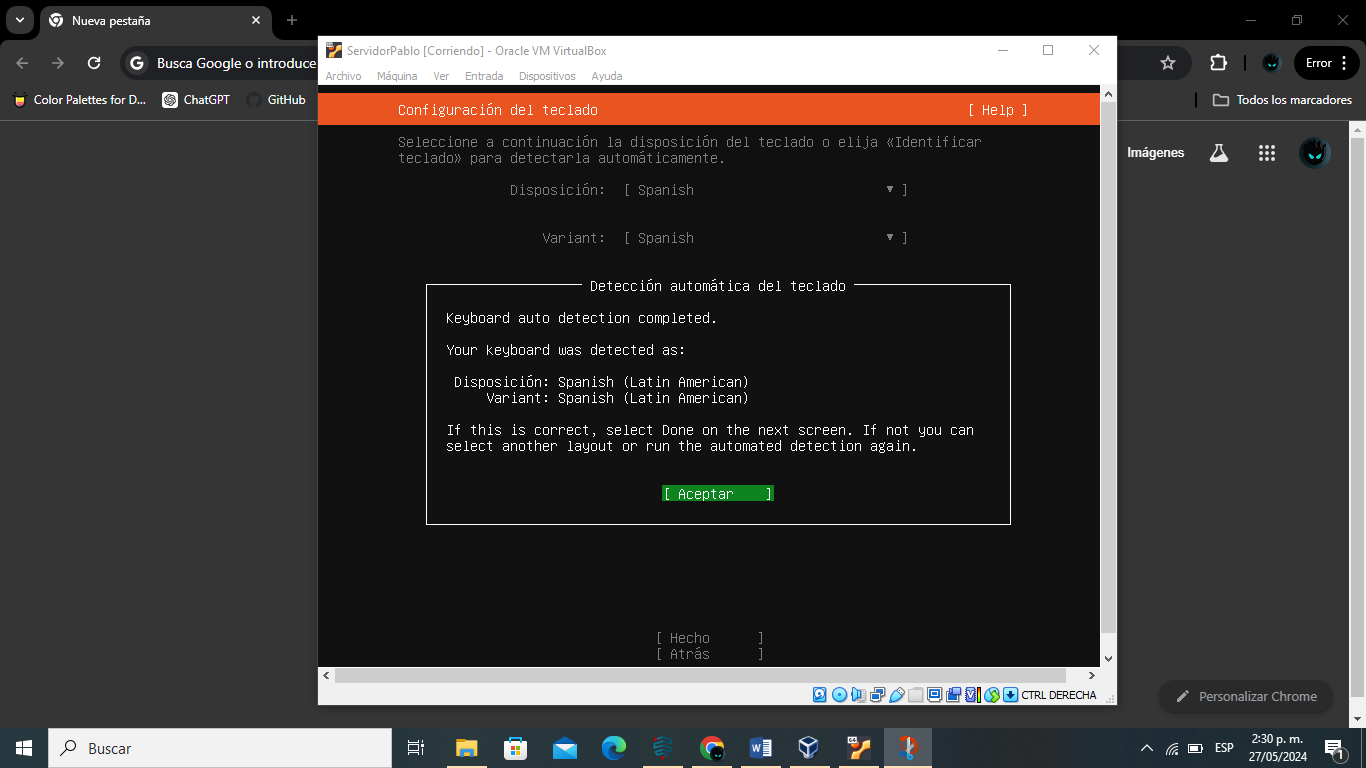 Nueva pestaña
ServidorPablo [Corriendo] - Oracle VM VirtualBox
Busca Google o introduce
Error
Archivo Máquina Ver Entrada Dispositivos Ayuda
Color Palettes for D... ChatGPT GitHub
Todos los marcadores
Configuración del teclado [ Help ]
Seleccione a continuación la disposición del teclado o elija «Identificar
teclado» para detectarla automáticamente.
Imágenes
Disposición: [ Spanish ▾ ]
Variant: [ Spanish ▾ ]
Detección automática del teclado
Keyboard auto detection completed.
Your keyboard was detected as:
Disposición: Spanish (Latin American)
Variant: Spanish (Latin American)
If this is correct, select Done on the next screen. If not you can
select another layout or run the automated detection again.
[ Aceptar ]
[ Hecho ]
[ Atrás ]
CTRL DERECHA
Personalizar Chrome
Buscar
ESP
2:30 p. m.
27/05/2024
1